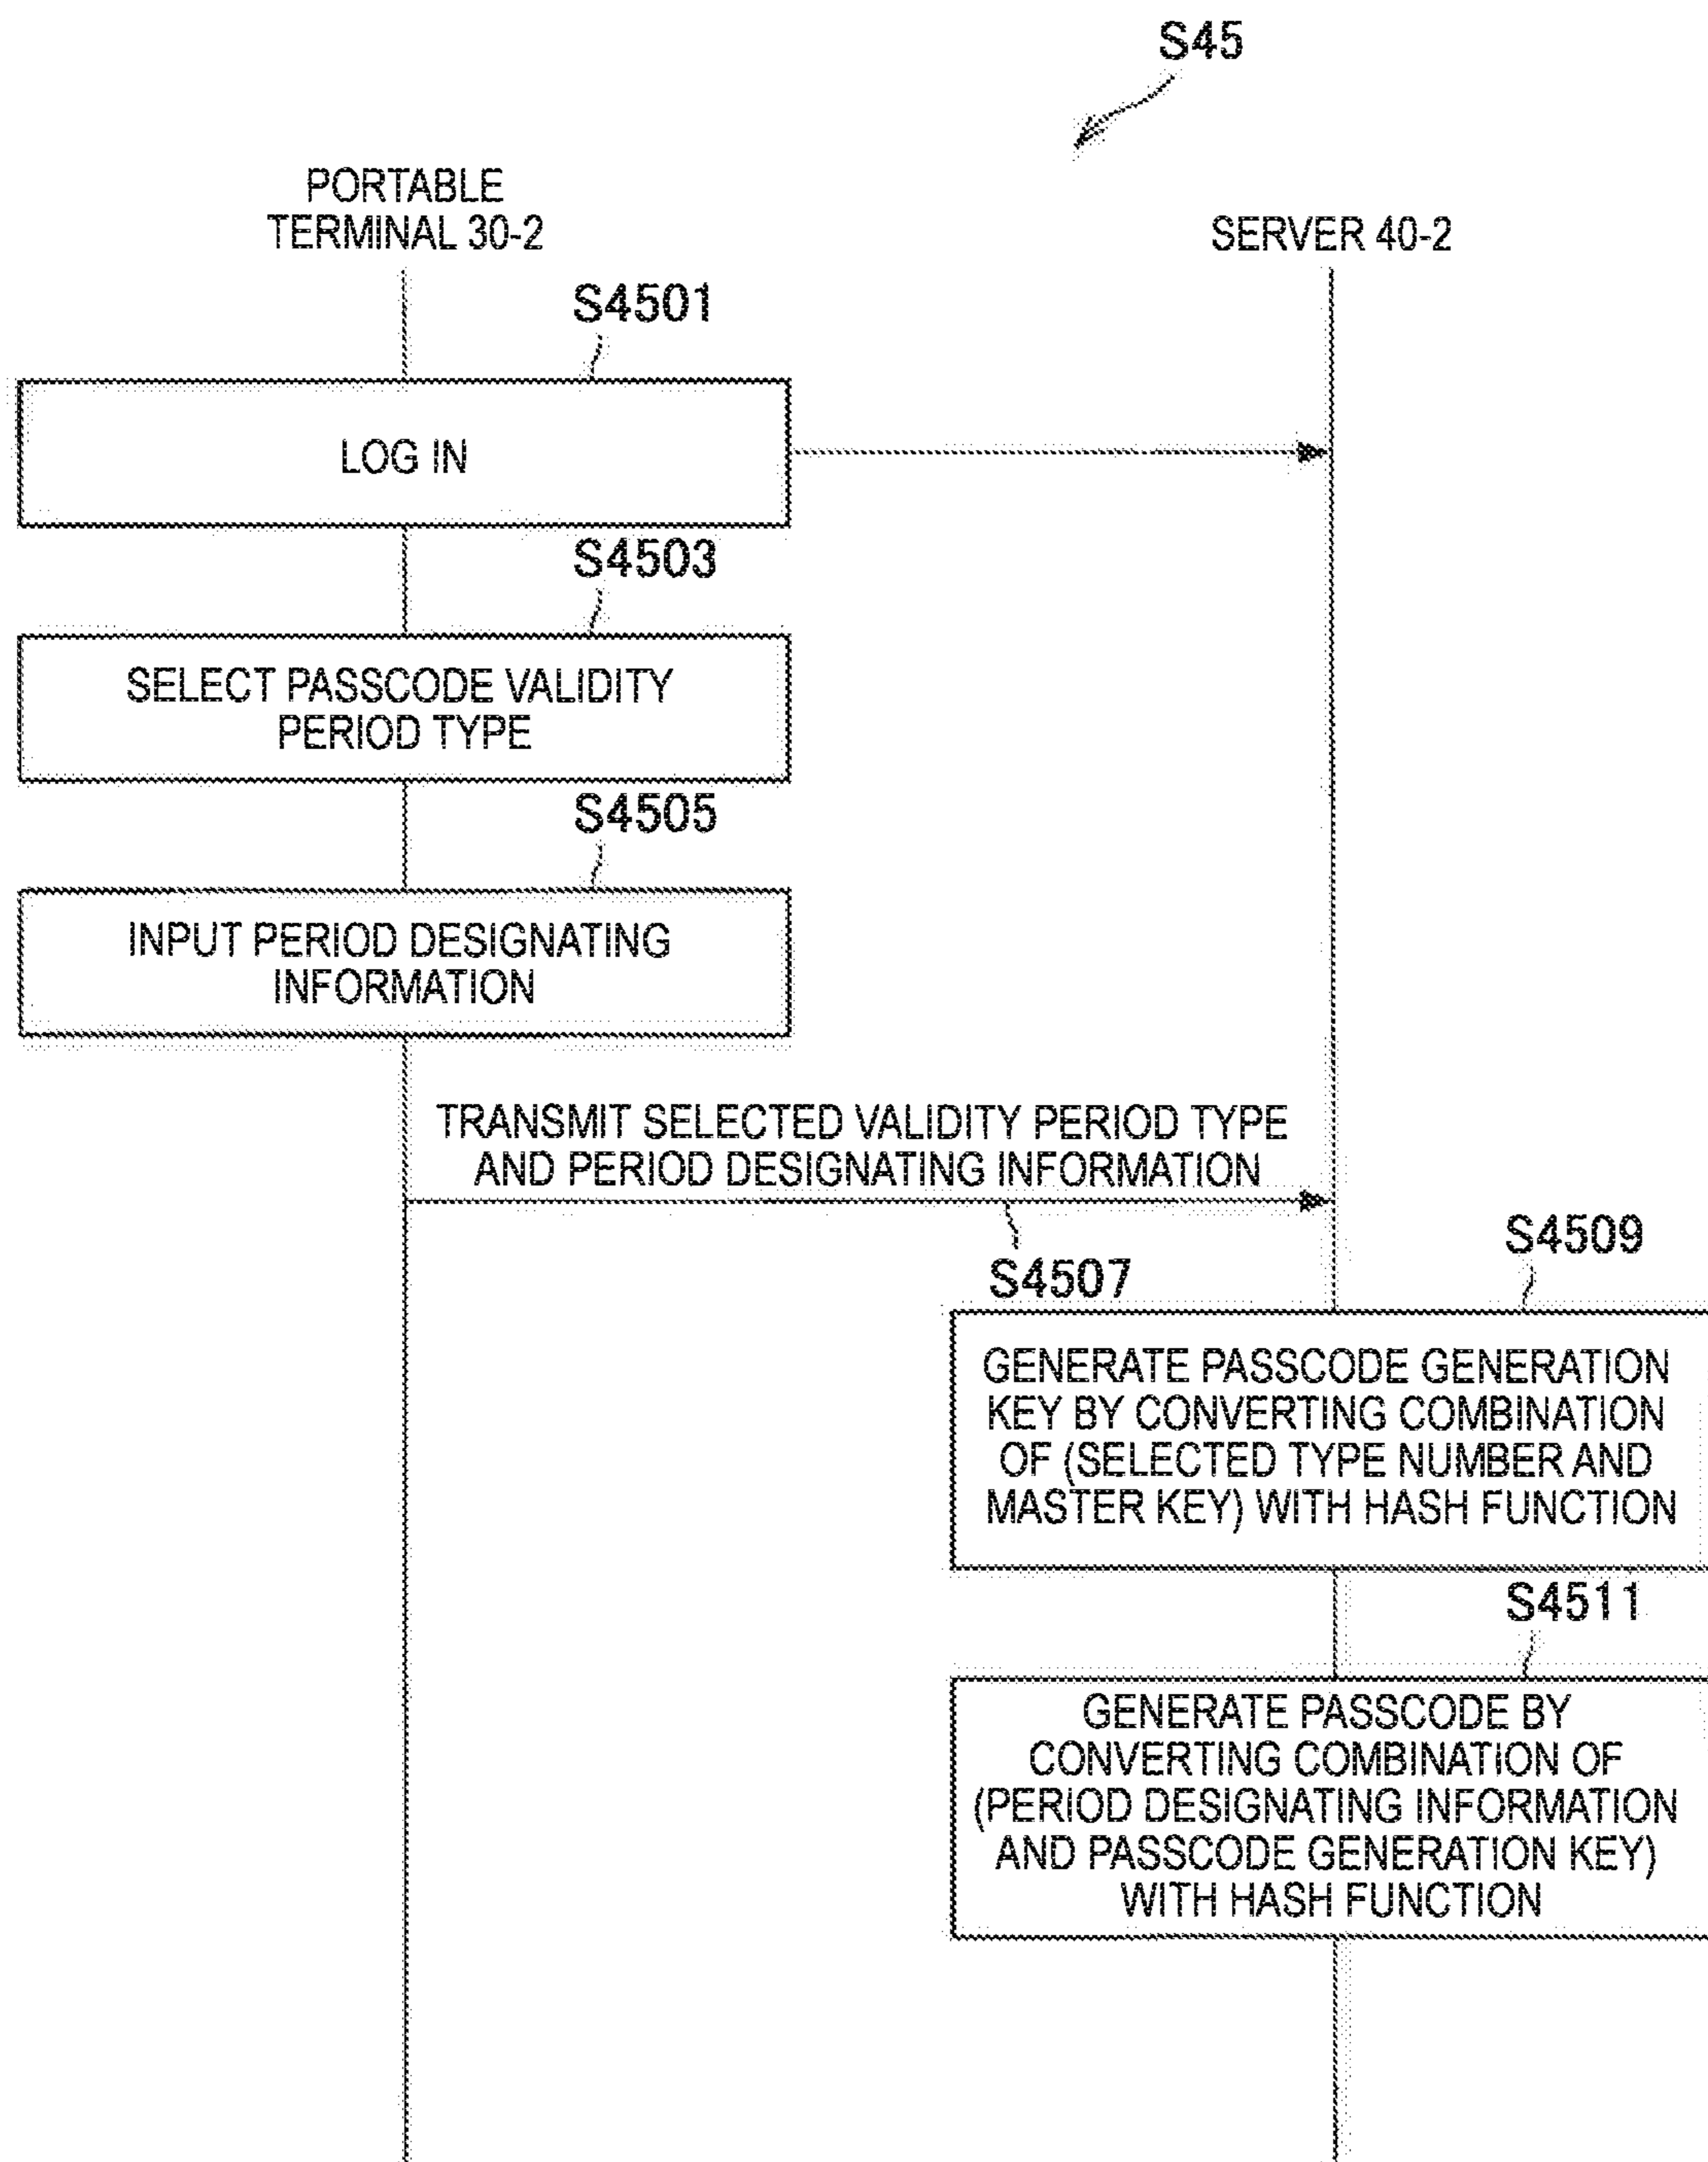 S45
PORTABLE
TERMINAL 30-2
SERVER 40-2
S4501
LOG IN
S4503
SELECT PASSCODE VALIDITY
PERIOD TYPE
S4505
INPUT PERIOD DESIGNATING
INFORMATION
TRANSMIT SELECTED VALIDITY PERIOD TYPE
AND PERIOD DESIGNATING INFORMATION
S4507
S4509
GENERATE PASSCODE GENERATION
KEY BY CONVERTING COMBINATION
OF (SELECTED TYPE NUMBER AND
MASTER KEY) WITH HASH FUNCTION
S4511
GENERATE PASSCODE BY
CONVERTING COMBINATION OF
(PERIOD DESIGNATING INFORMATION
AND PASSCODE GENERATION KEY)
WITH HASH FUNCTION